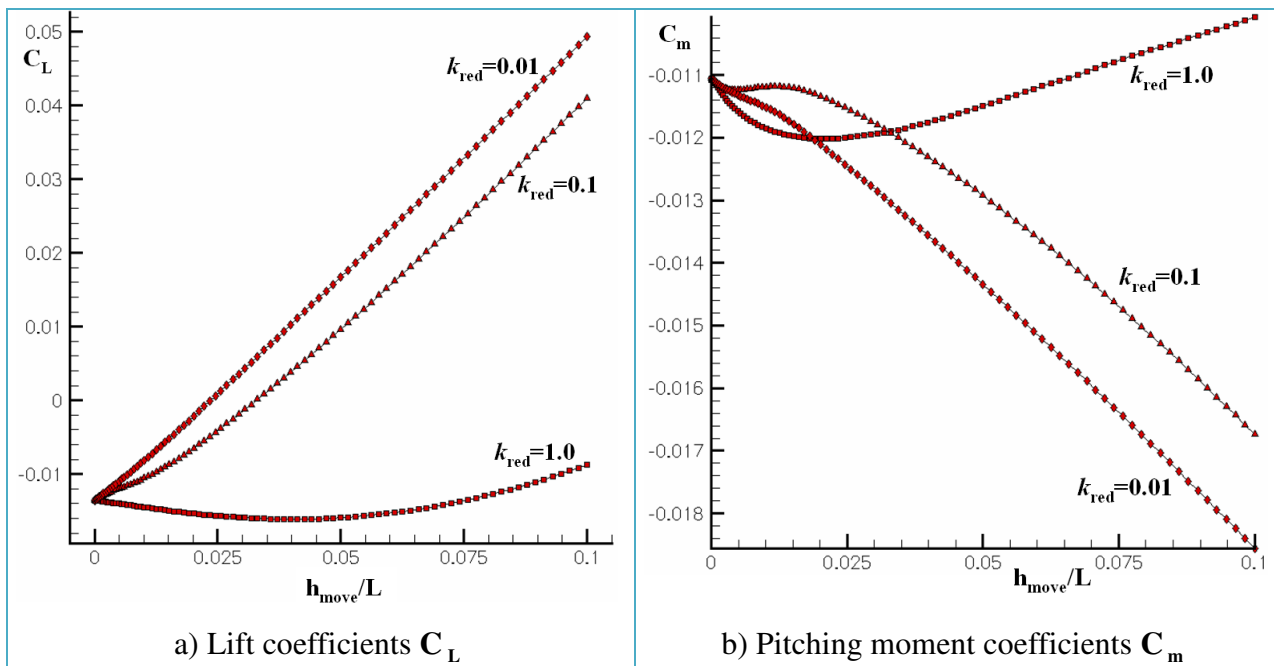 0.05
C_L
0.04
0.03
0.02
0.01
0
-0.01
k_red=0.01
k_red=0.1
k_red=1.0
0 0.025 0.05 0.075 0.1
h_move/L
a) Lift coefficients C_L
C_m
-0.011
-0.012
-0.013
-0.014
-0.015
-0.016
-0.017
-0.018
k_red=1.0
k_red=0.1
k_red=0.01
0 0.025 0.05 0.075 0.1
h_move/L
b) Pitching moment coefficients C_m